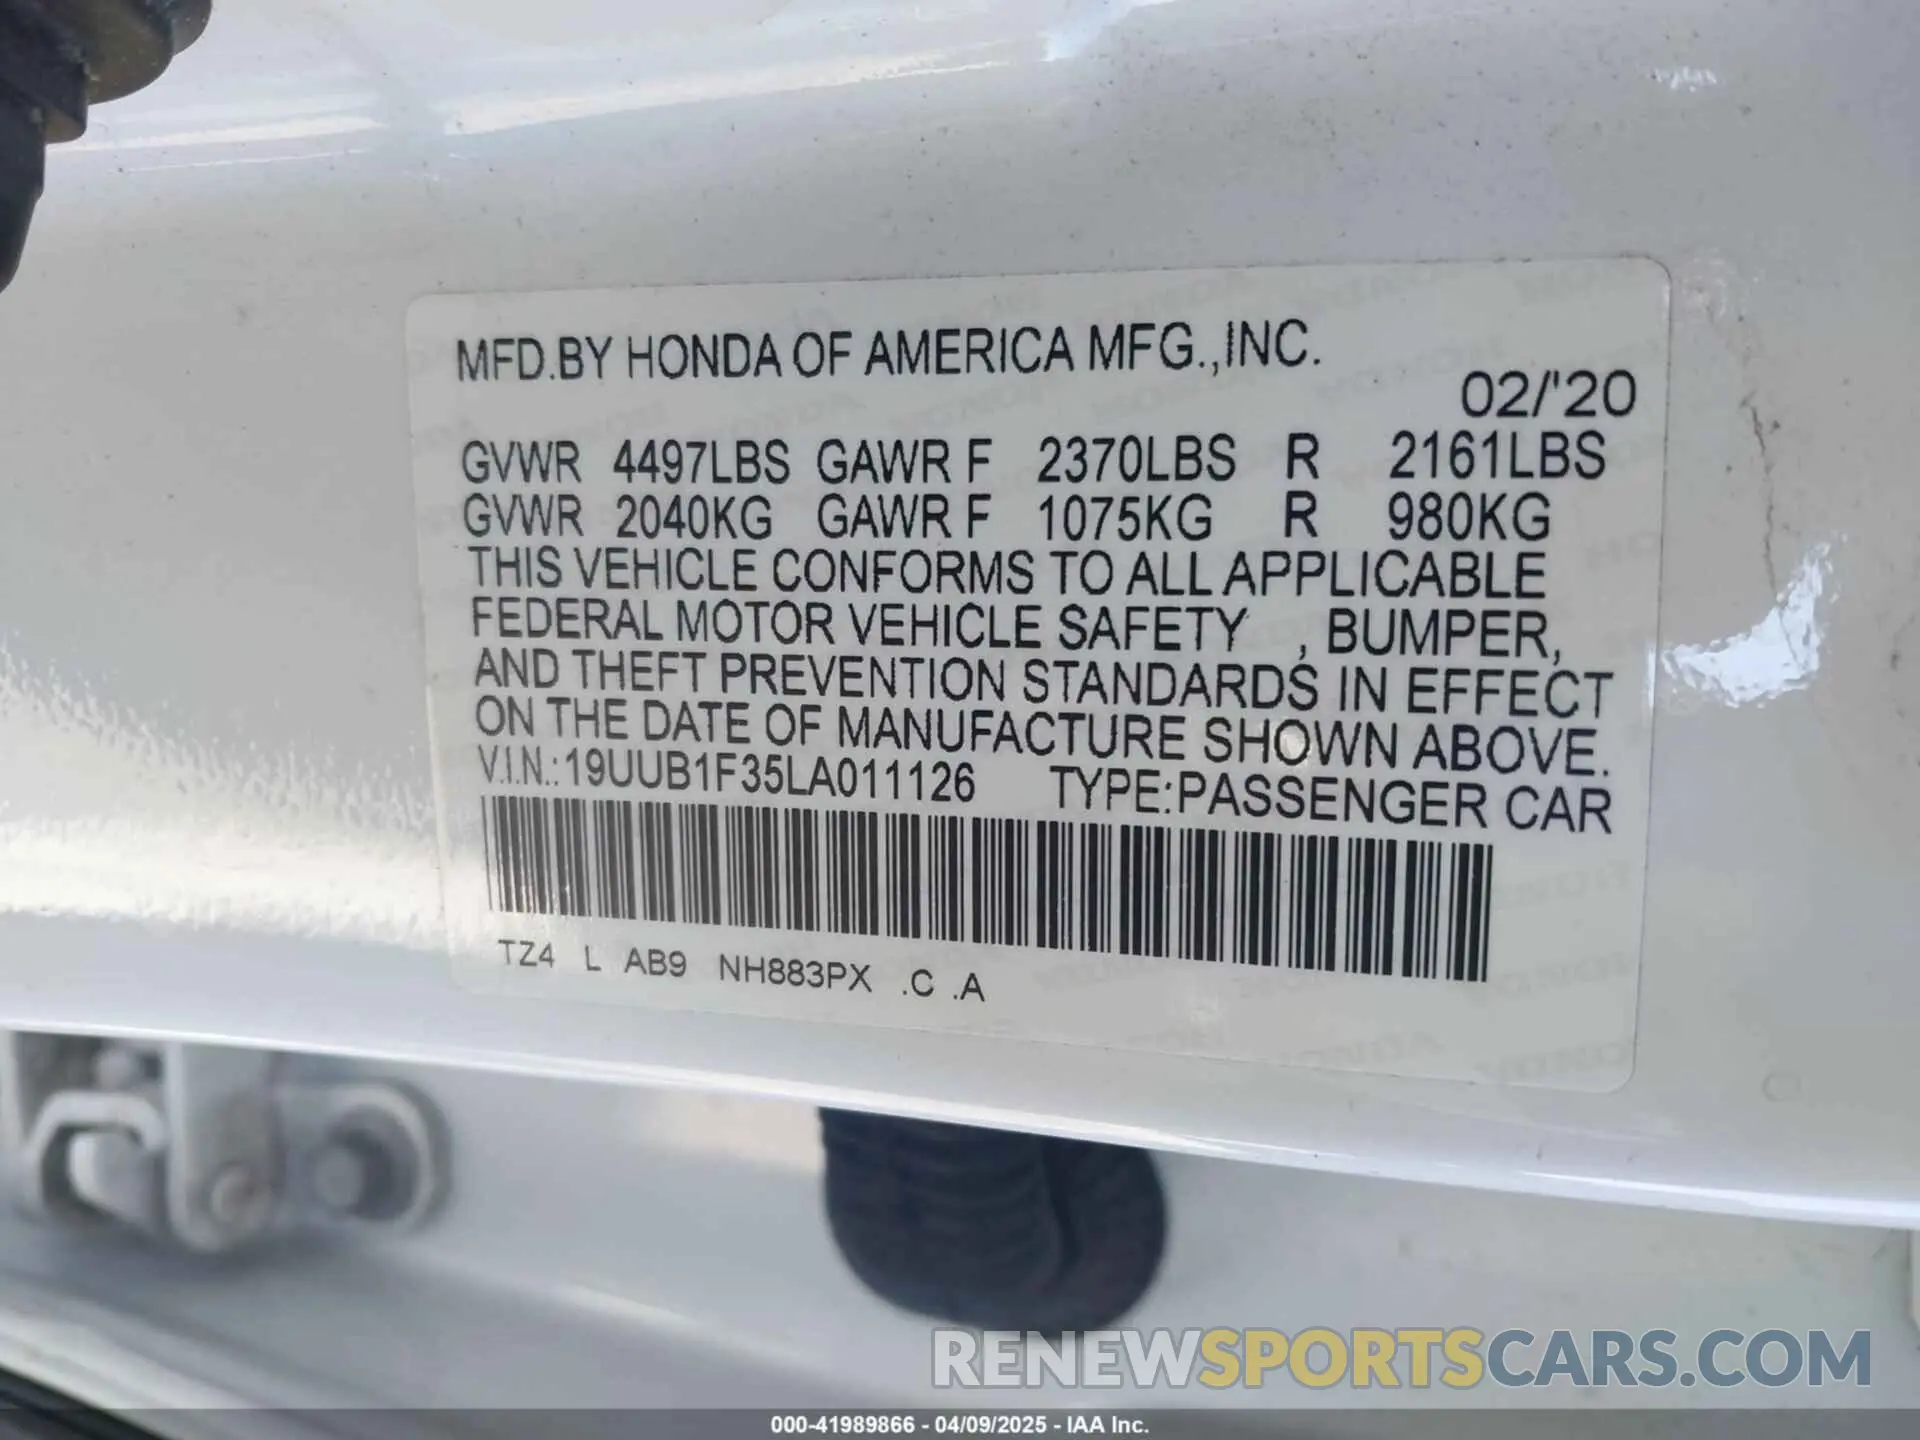 MFD.BY HONDA OF AMERICA MFG.,INC.
02/'20
GVWR 4497LBS GAWR F 2370LBS R 2161LBS
GVWR 2040KG GAWR F 1075KG R 980KG
THIS VEHICLE CONFORMS TO ALL APPLICABLE
FEDERAL MOTOR VEHICLE SAFETY , BUMPER,
AND THEFT PREVENTION STANDARDS IN EFFECT
ON THE DATE OF MANUFACTURE SHOWN ABOVE.
V.I.N.:19UUB1F35LA011126 TYPE:PASSENGER CAR
TZ4 L AB9 NH883PX .C .A
RENEWSPORTSCARS.COM
000-41989866 - 04/09/2025 - IAA Inc.